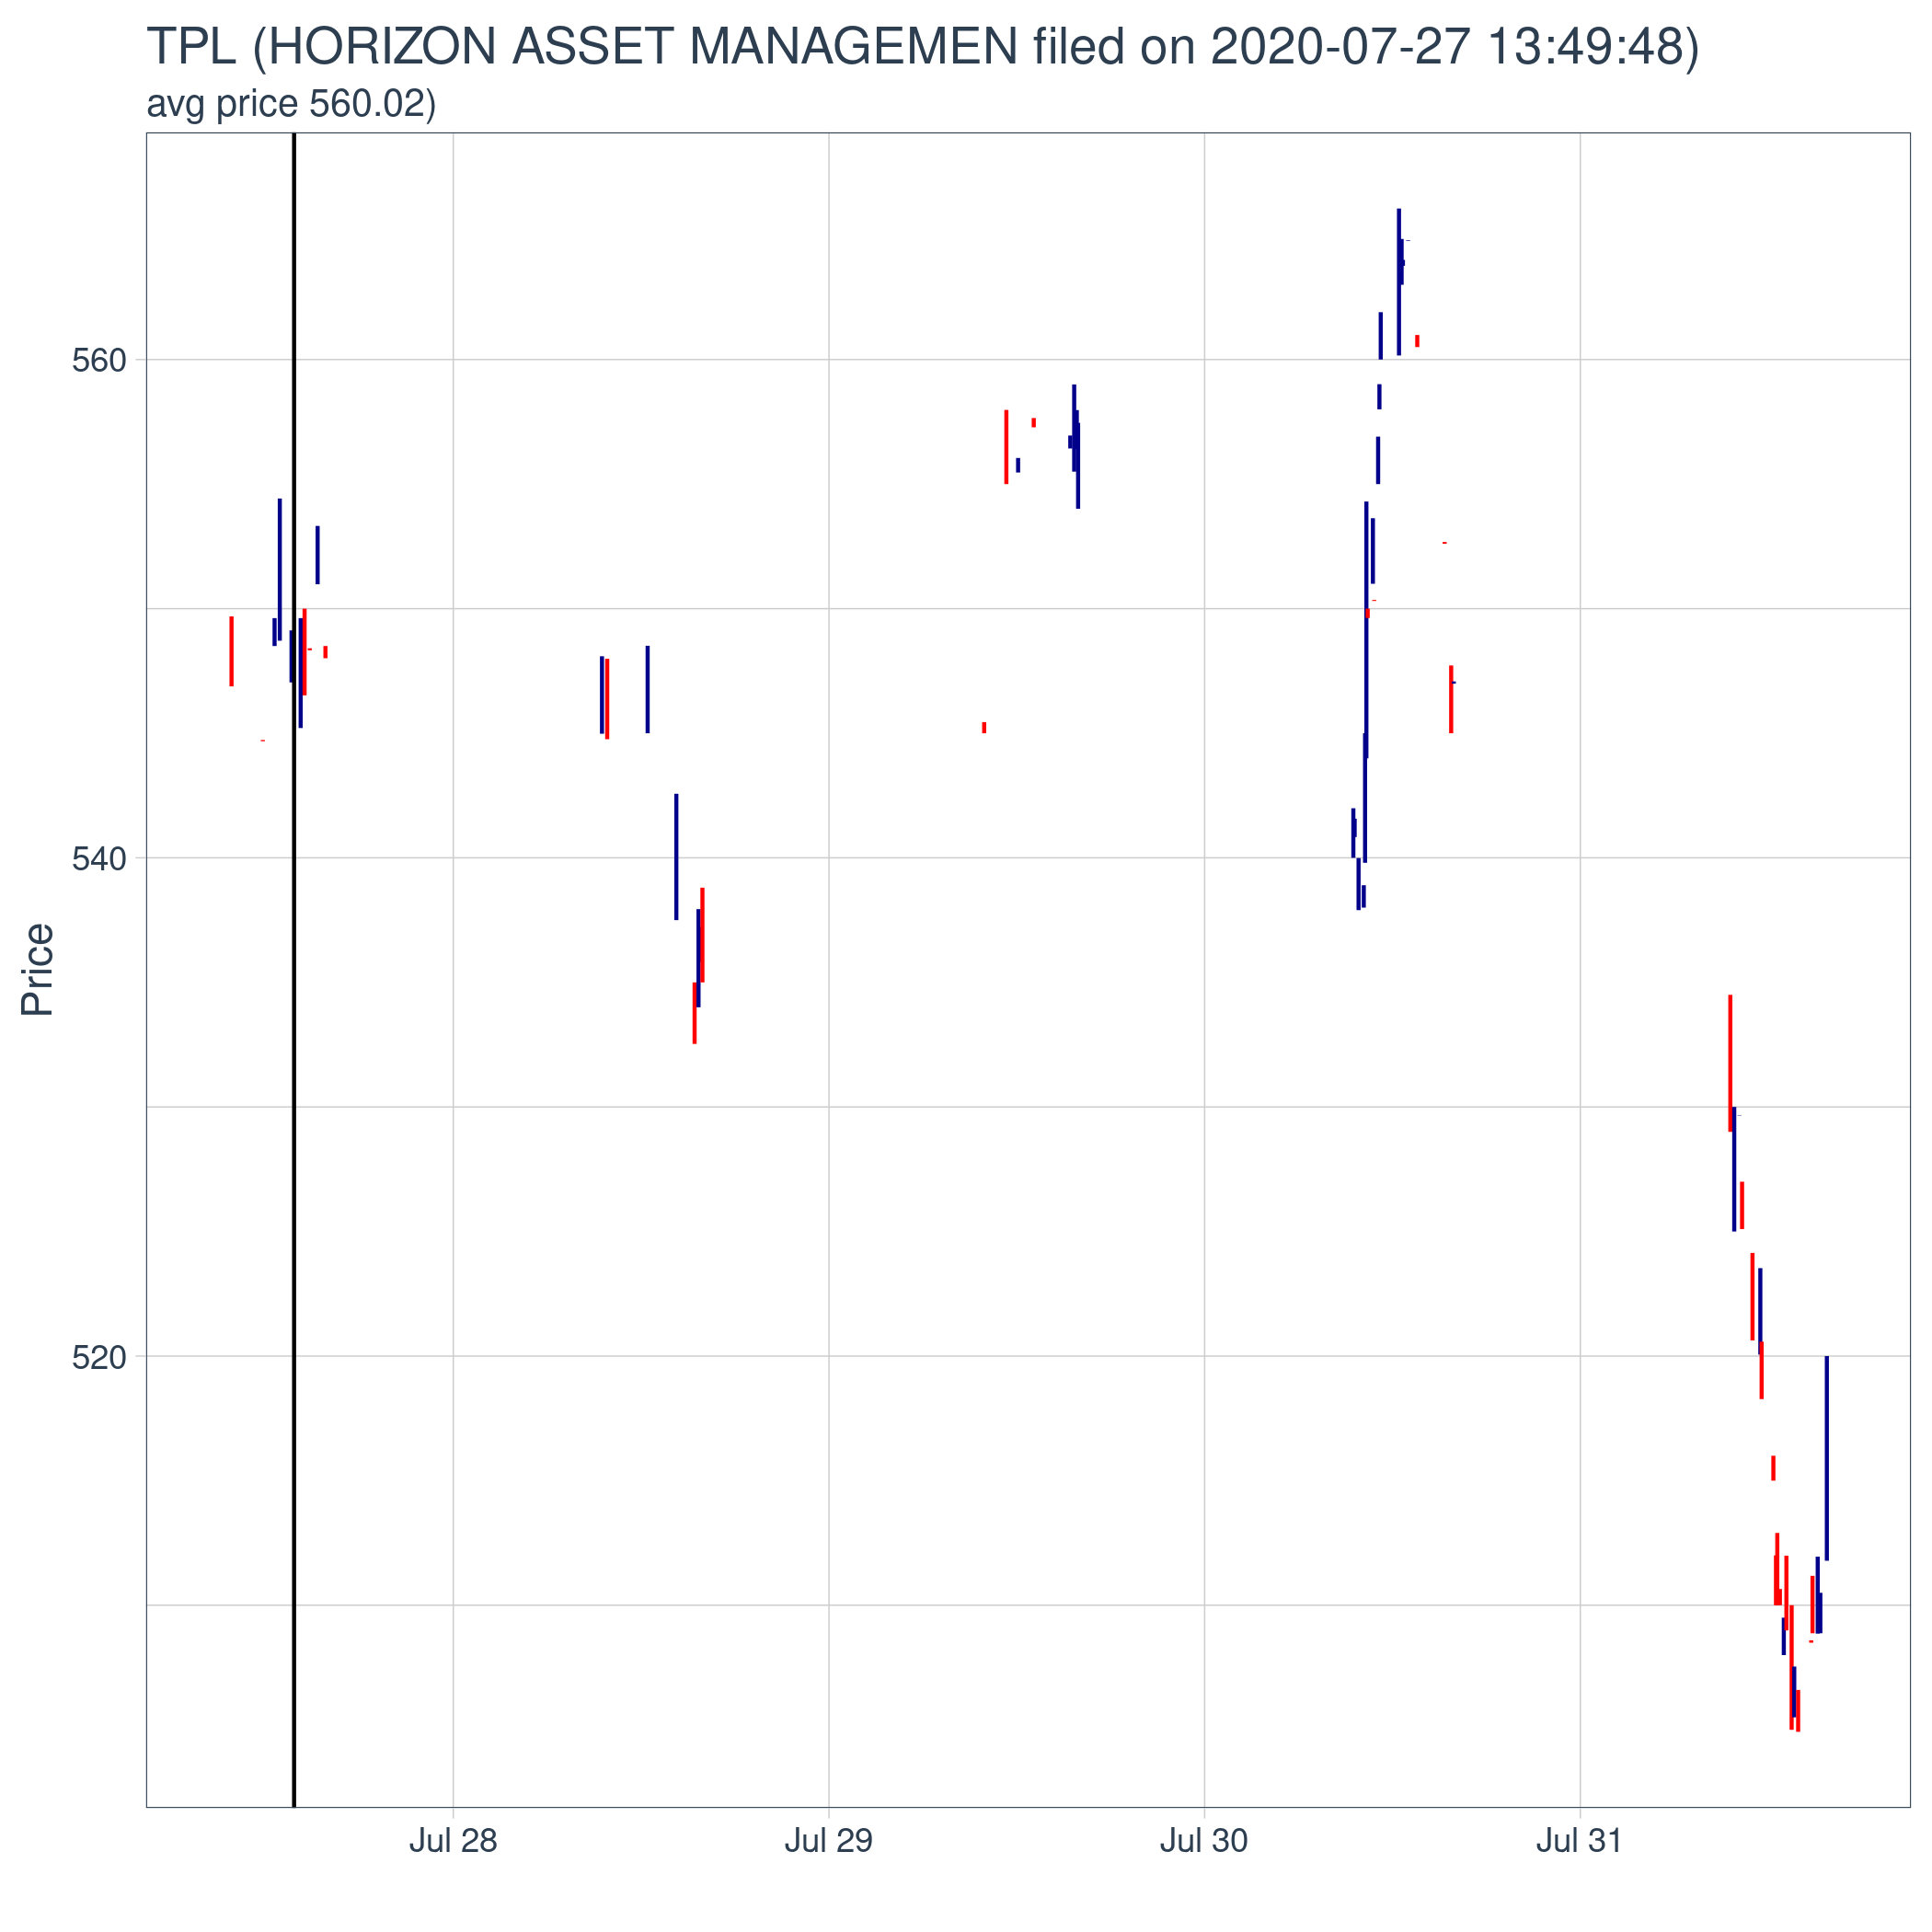 TPL (HORIZON ASSET MANAGEMEN filed on 2020-07-27 13:49:48)
avg price 560.02)
560
540
520
Price
Jul 28
Jul 29
Jul 30
Jul 31